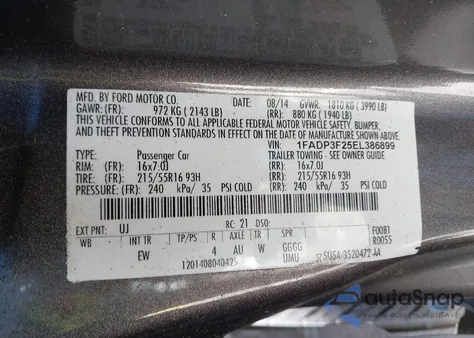 MFD. BY FORD MOTOR CO.
DATE: 08/14 GVWR: 1810 KG ( 3990 LB)
GAWR: (FR): 972 KG ( 2143 LB) (RR): 880 KG ( 1940 LB)
THIS VEHICLE CONFORMS TO ALL APPLICABLE FEDERAL MOTOR VEHICLE SAFETY, BUMPER,
AND THEFT PREVENTION STANDARDS IN EFFECT ON THE DATE OF MANUFACTURE SHOWN ABOVE.
VIN: 1FADP3F25EL386899
TYPE: Passenger Car TRAILER TOWING - SEE OWNER GUIDE
RIM: (FR) 16x7.0J (RR): 16x7.0J
TIRE: (FR) 215/55R16 93H (RR): 215/55R16 93H
PRESSURE: (FR) 240 kPa/ 35 PSI COLD (RR): 240 kPa/ 35 PSI COLD
EXT PNT: UJ RC: 21 DSO: F0081
WB INT TR TP/PS R AXLE TR SPR R0055
EW 4 AU W GGGG
1201408040425 UMU SU5A-3520472-AA
autoSnap